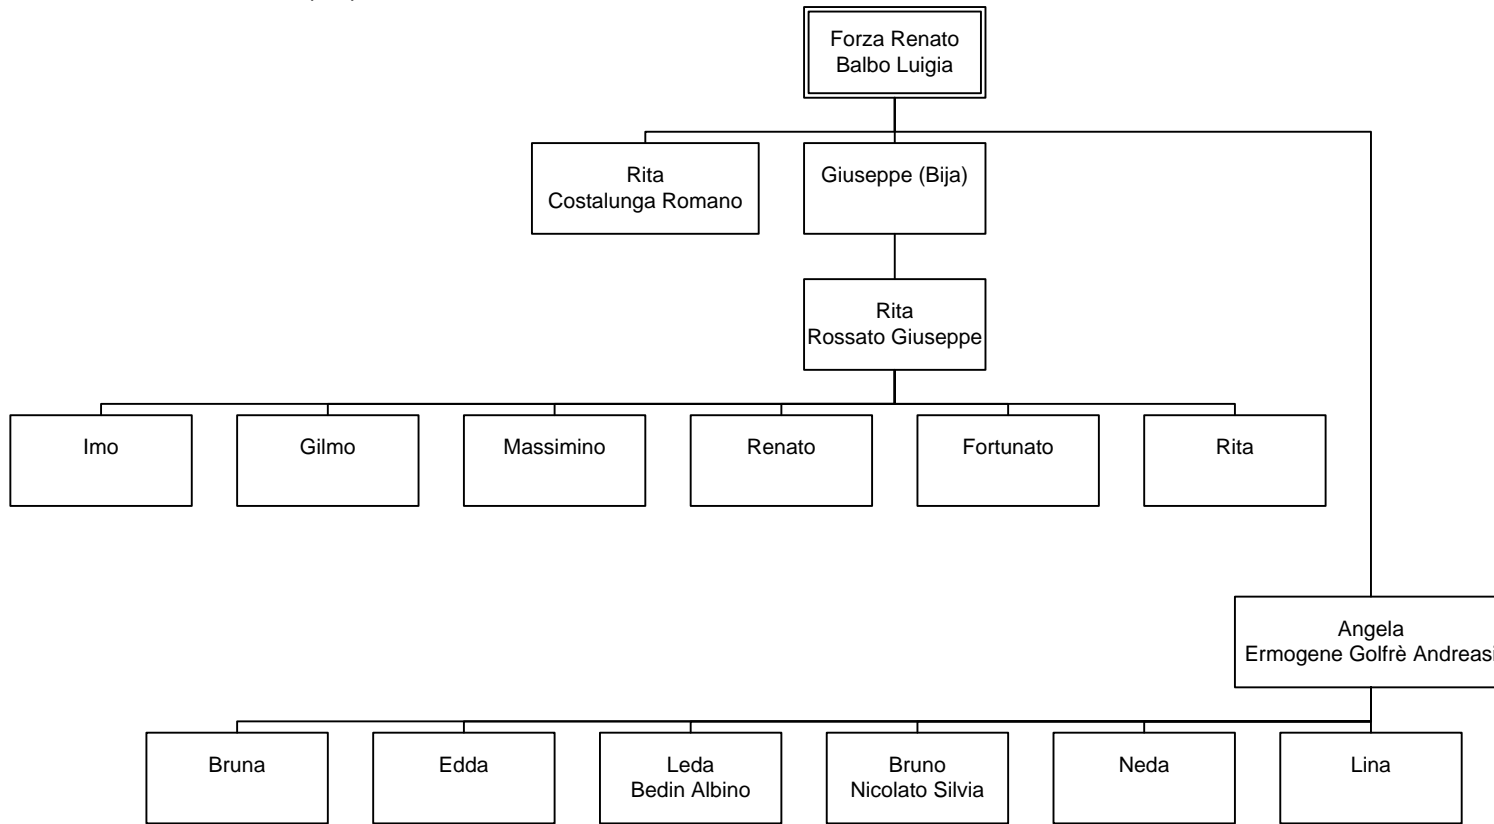 Forza Renato
Balbo Luigia
Rita
Costalunga Romano
Giuseppe (Bija)
Rita
Rossato Giuseppe
Imo
Gilmo
Massimino
Renato
Fortunato
Rita
Angela
Ermogene Golfrè Andreasi
Bruna
Edda
Leda
Bedin Albino
Bruno
Nicolato Silvia
Neda
Lina